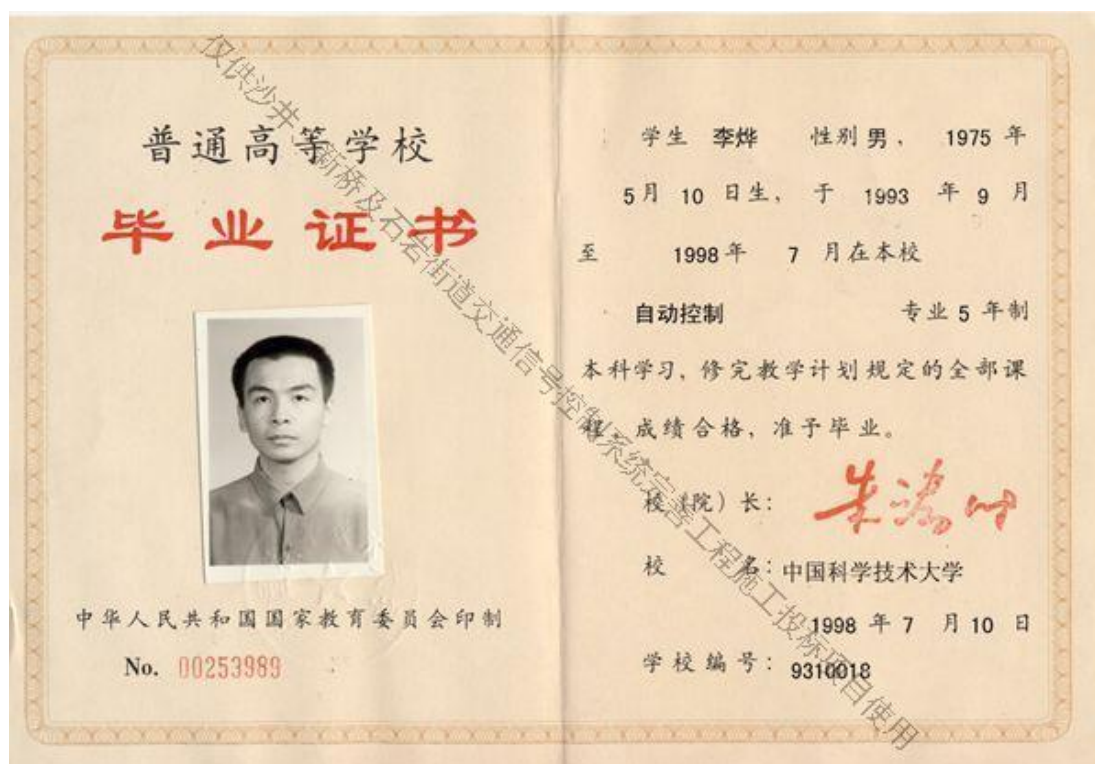 普通高等学校
毕业证书
中华人民共和国国家教育委员会印制
No. 00253989
学生 李烨 性别 男, 1975 年
5 月 10 日生, 于 1993 年 9 月
至 1998 年 7 月在本校
自动控制 专业 5 年制
本科学习, 修完教学计划规定的全部课
程, 成绩合格, 准予毕业。
校(院)长: 朱清时
校名: 中国科学技术大学
1998 年 7 月 10 日
学校编号: 9310018
仅供沙井、新桥及石岩街道交通信号控制系统完善工程施工投标项目使用